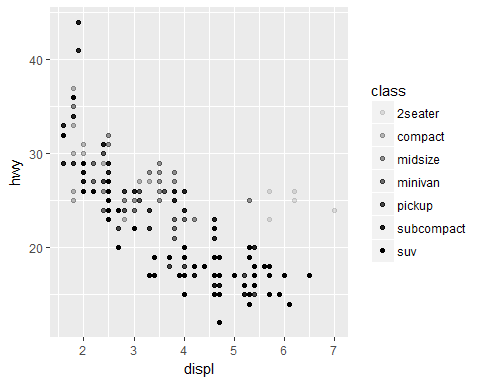 40
30
20
hwy
2 3 4 5 6 7
displ
class
2seater
compact
midsize
minivan
pickup
subcompact
suv